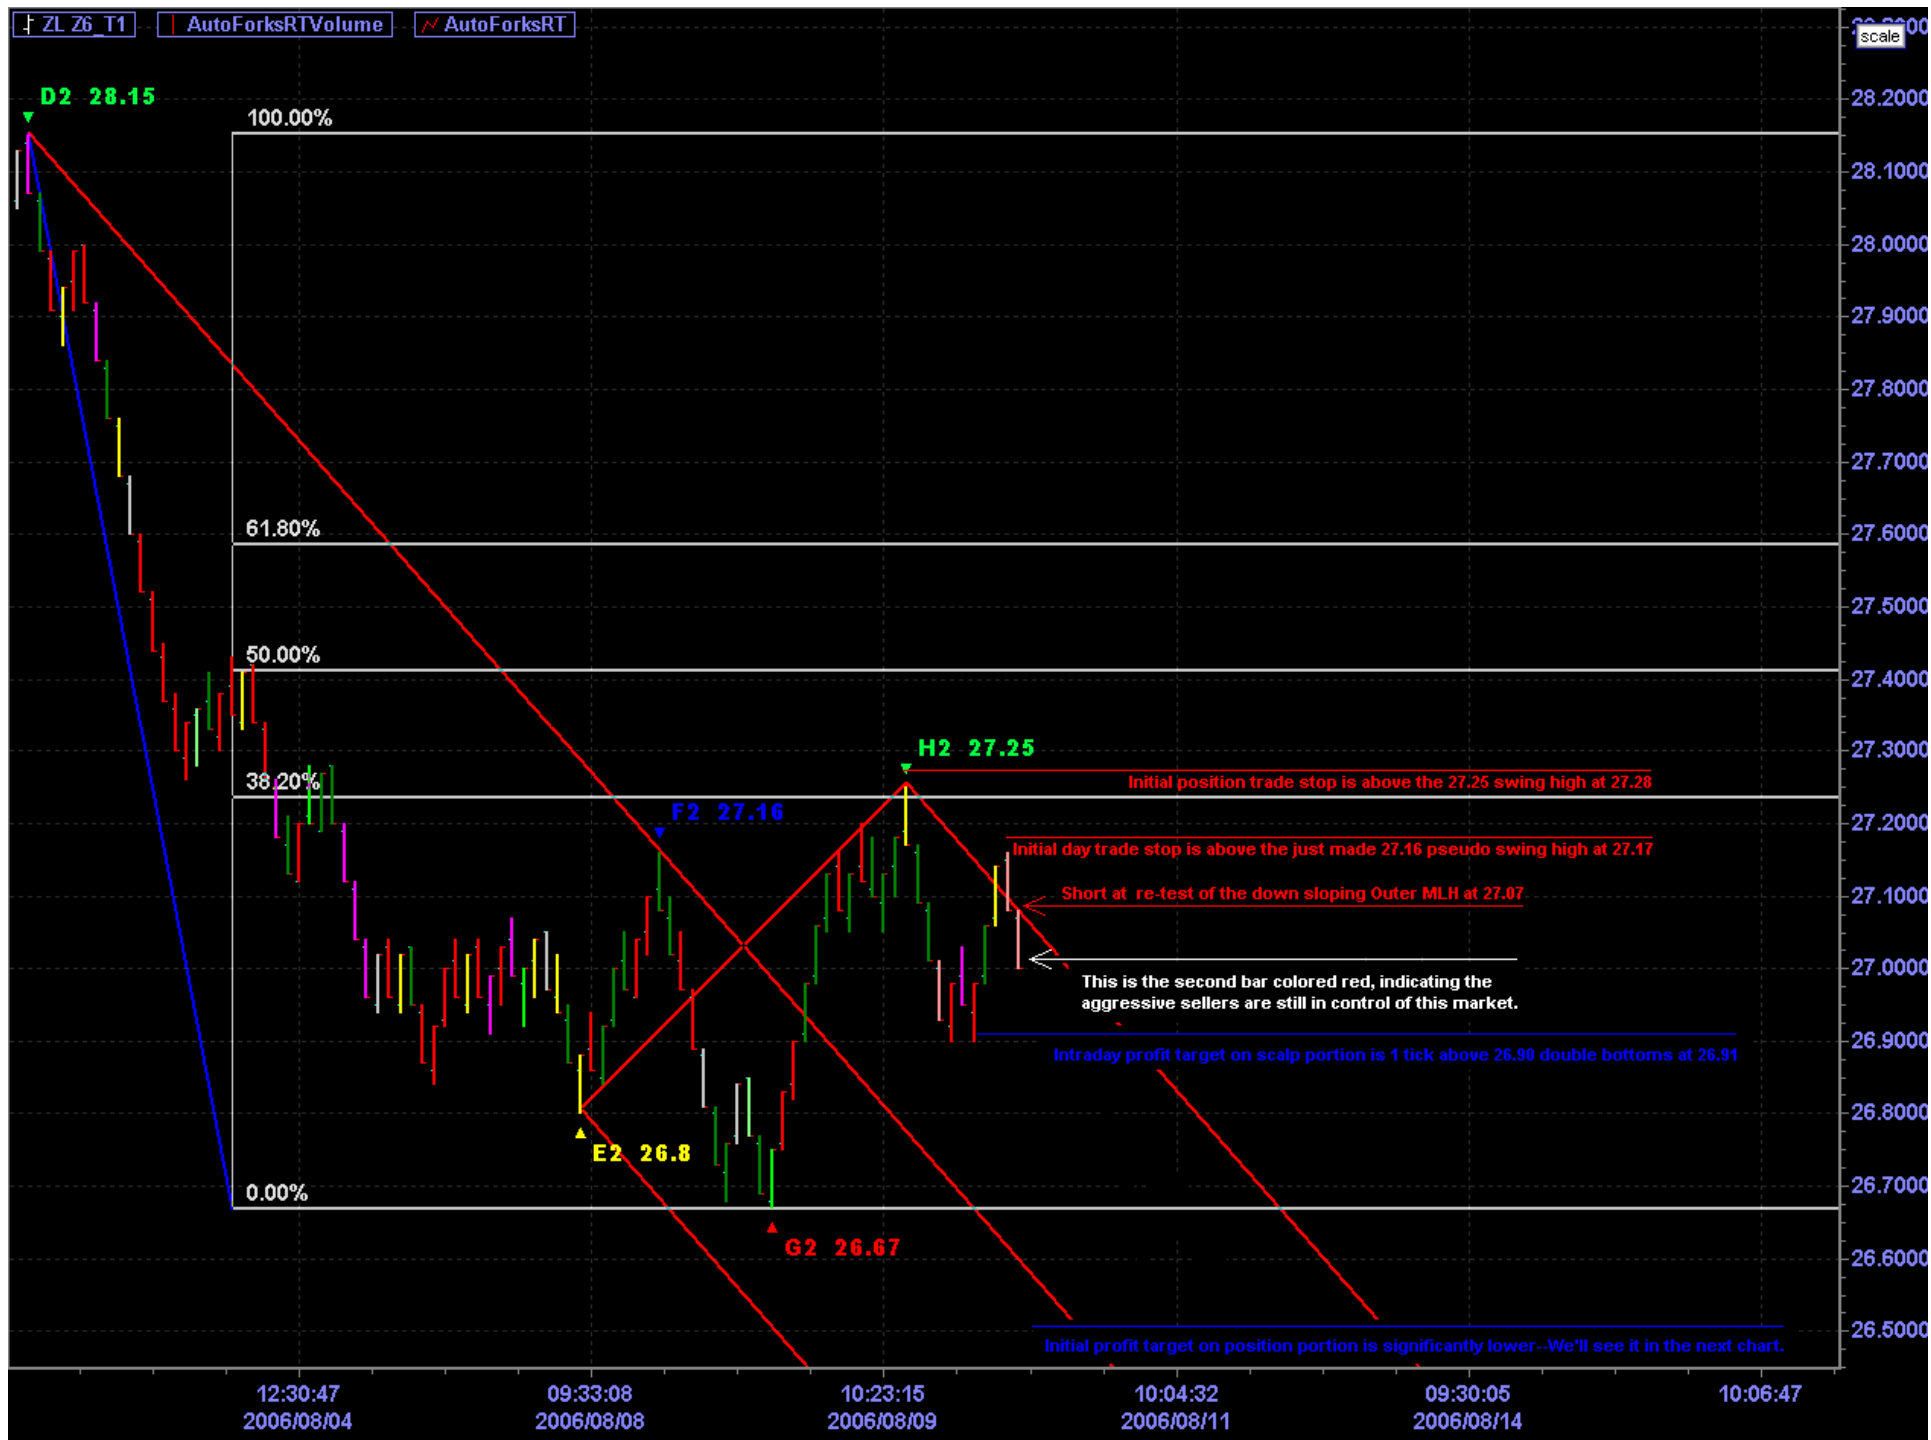 ZL Z6_T1 AutoForksRTVolume AutoForksRT
scale
D2 28.15
28.2000
100.00%
28.1000
28.0000
27.9000
27.8000
27.7000
61.80%
27.6000
27.5000
50.00%
27.4000
H2 27.25
27.3000
38.20%
Initial position trade stop is above the 27.25 swing high at 27.28
F2 27.16
27.2000
Initial day trade stop is above the just made 27.16 pseudo swing high at 27.17
Short at re-test of the down sloping Outer MLH at 27.07
27.1000
27.0000
This is the second bar colored red, indicating the
aggressive sellers are still in control of this market.
26.9000
Intraday profit target on scalp portion is 1 tick above 26.90 double bottoms at 26.91
26.8000
E2 26.8
0.00%
26.7000
G2 26.67
26.6000
26.5000
Initial profit target on position portion is significantly lower--We'll see it in the next chart.
12:30:47 09:33:08 10:23:15 10:04:32 09:30:05 10:06:47
2006/08/04 2006/08/08 2006/08/09 2006/08/11 2006/08/14